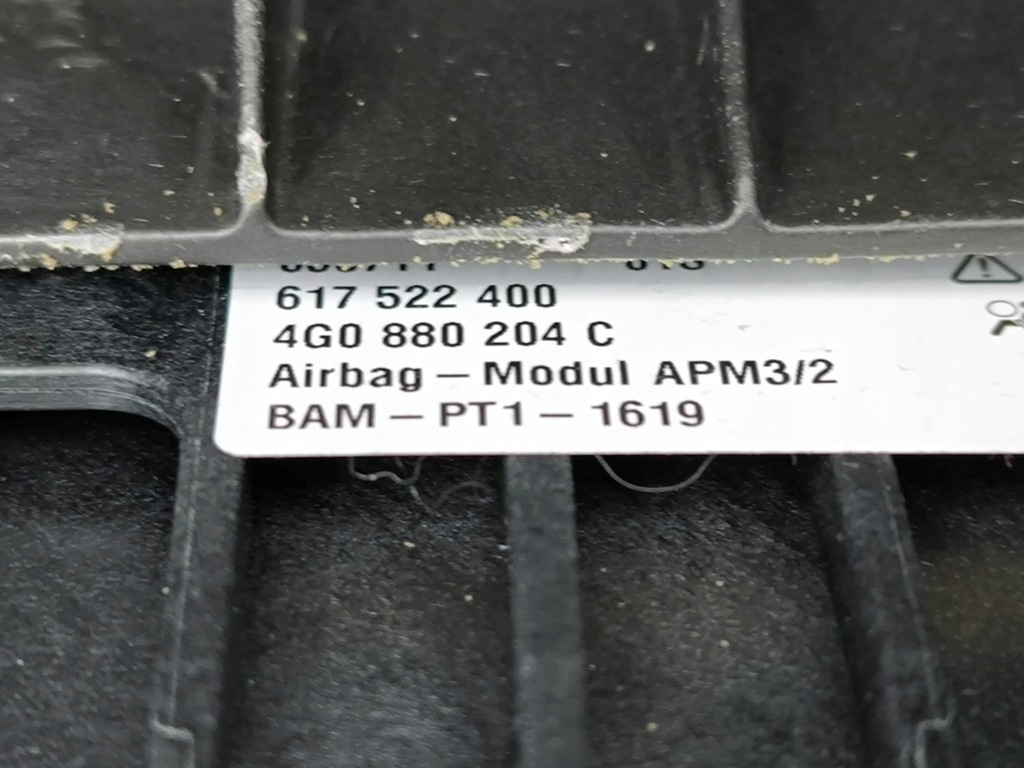 617 522 400
4G0 880 204 C
Airbag – Modul APM3/2
BAM – PT1 – 1619